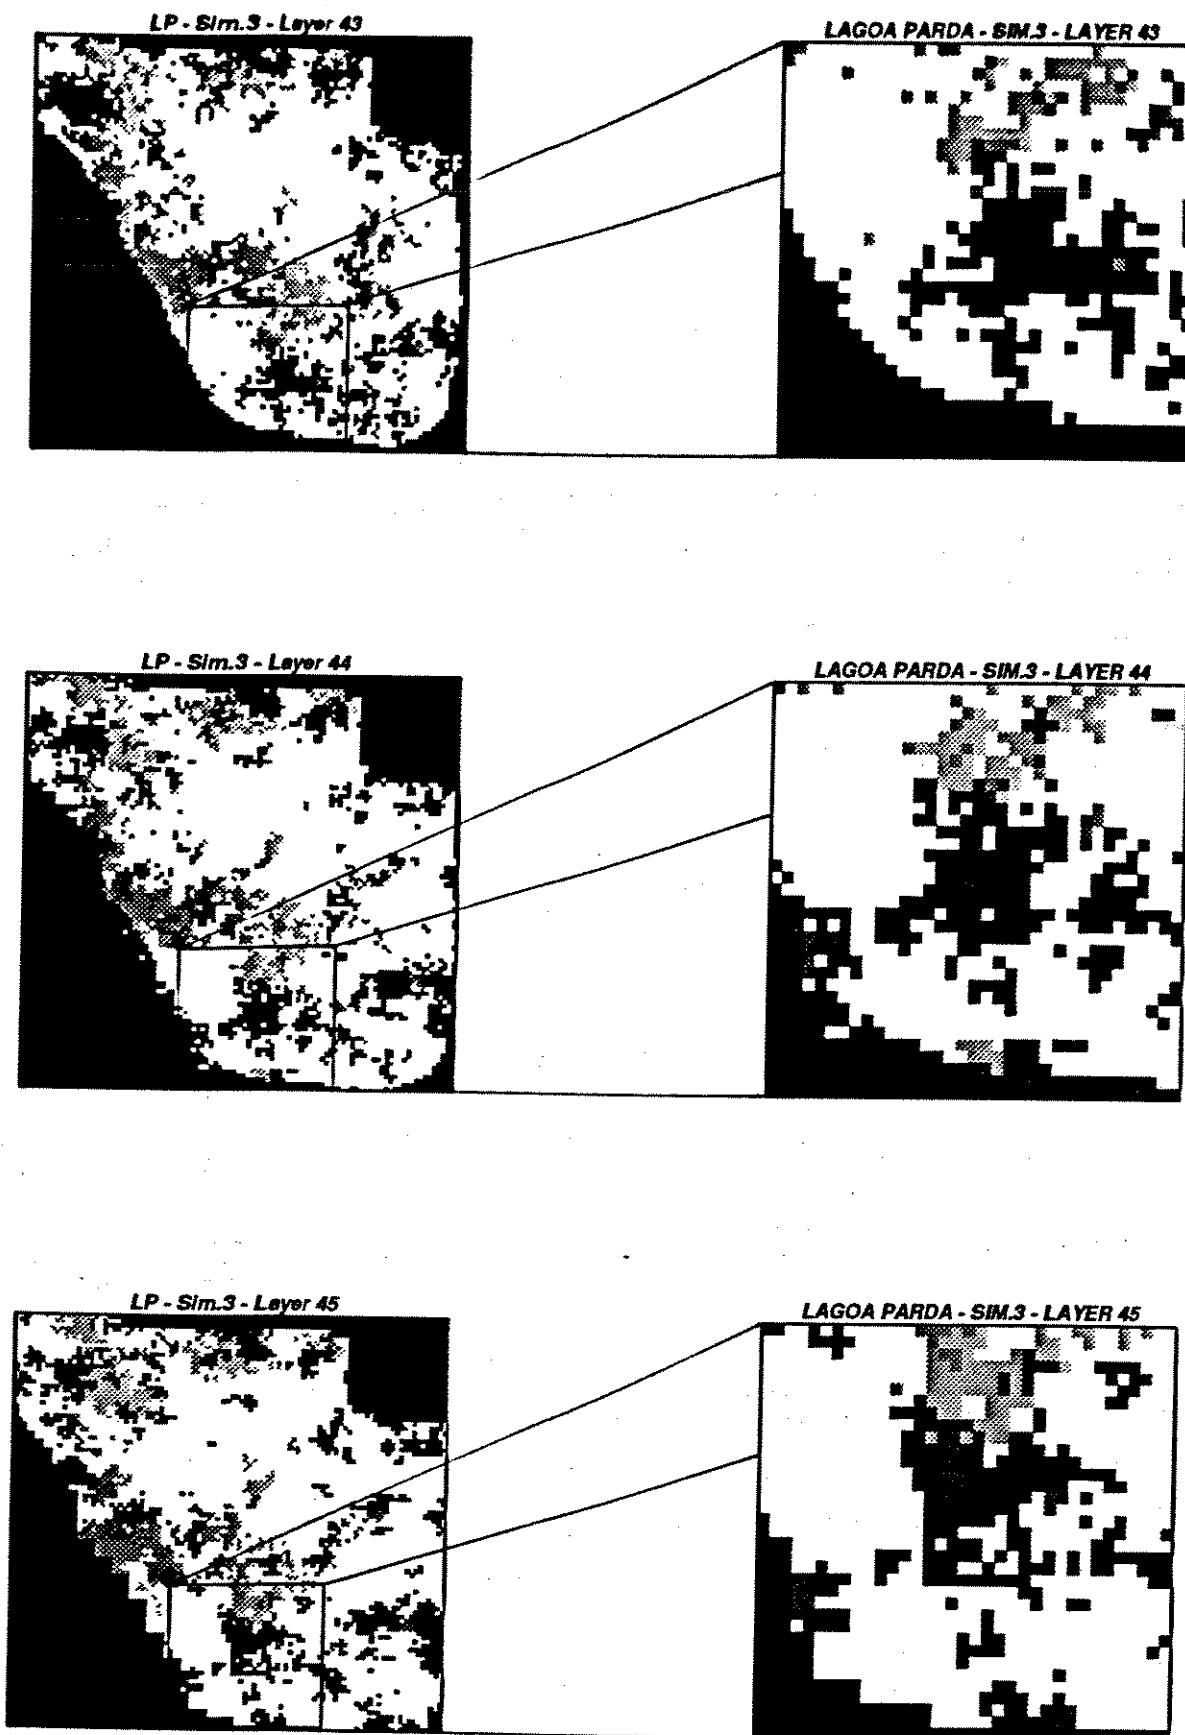 LP - Sim.3 - Layer 43
LAGOA PARDA - SIM.3 - LAYER 43
LP - Sim.3 - Layer 44
LAGOA PARDA - SIM.3 - LAYER 44
LP - Sim.3 - Layer 45
LAGOA PARDA - SIM.3 - LAYER 45